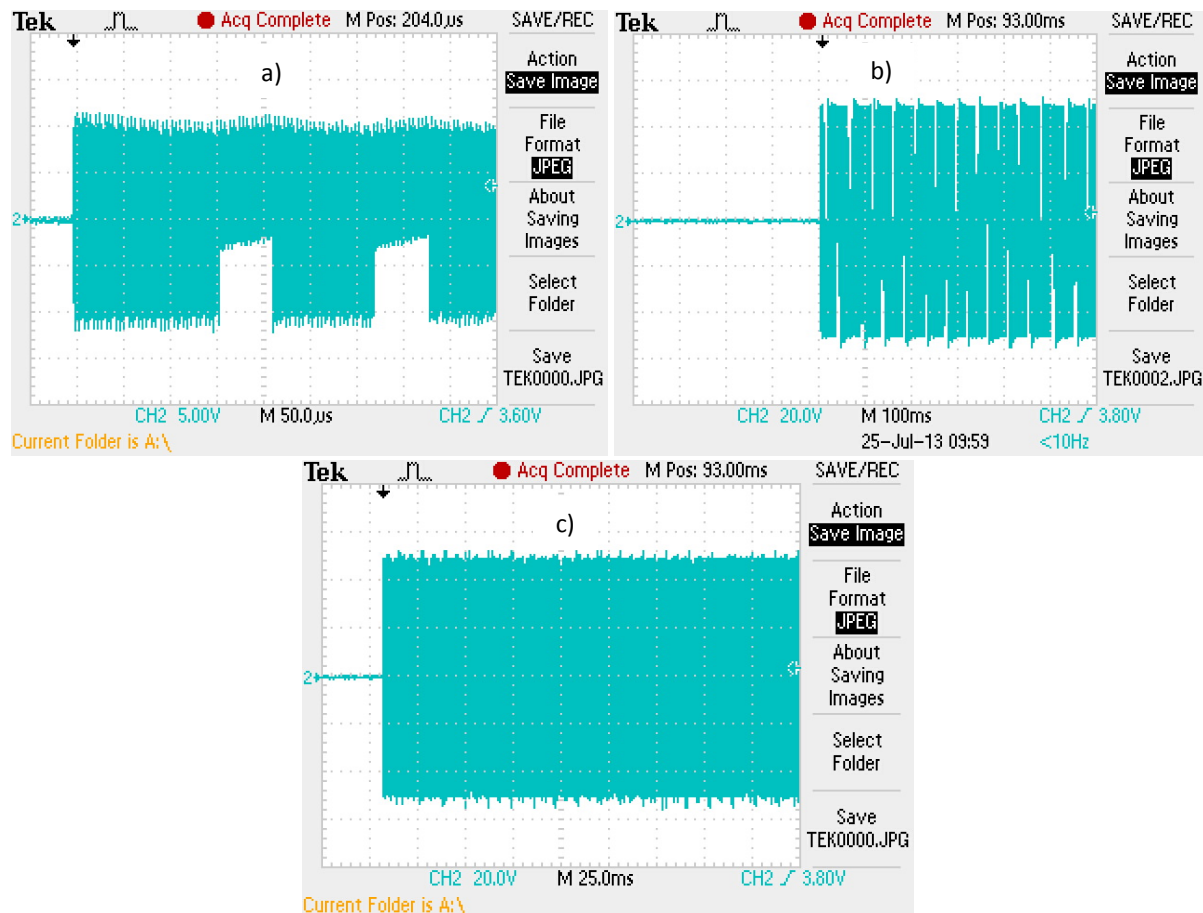 Tek Acq Complete M Pos: 204.0µs SAVE/REC
a)
Action
Save Image
File
Format
JPEG
About
Saving
Images
Select
Folder
Save
TEK0000.JPG
2
CH2 5.00V M 50.0µs CH2 3.60V
Current Folder is A:\
Tek Acq Complete M Pos: 93.00ms SAVE/REC
b)
Action
Save Image
File
Format
JPEG
About
Saving
Images
Select
Folder
Save
TEK0002.JPG
2
CH2 20.0V M 100ms CH2 3.80V
25-Jul-13 09:59 <10Hz
Tek Acq Complete M Pos: 93.00ms SAVE/REC
c)
Action
Save Image
File
Format
JPEG
About
Saving
Images
Select
Folder
Save
TEK0000.JPG
2
CH2 20.0V M 25.0ms CH2 3.80V
Current Folder is A:\